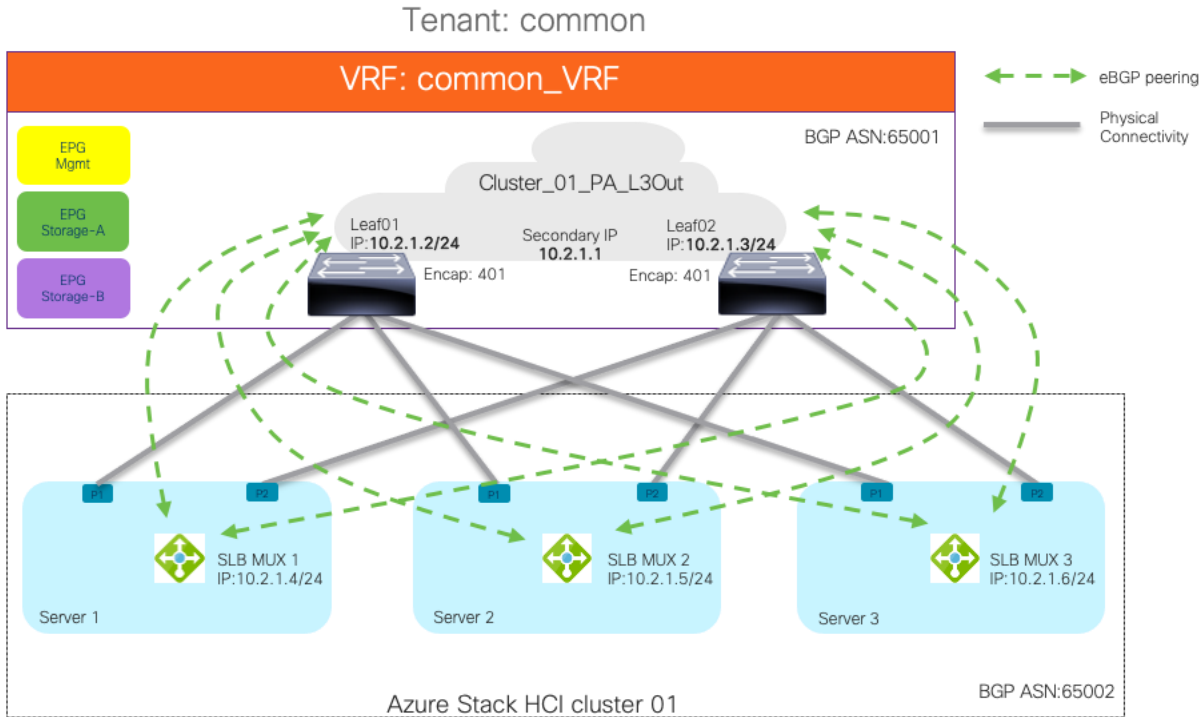 Tenant: common
VRF: common_VRF
eBGP peering
Physical
Connectivity
BGP ASN:65001
EPG
Mgmt
EPG
Storage-A
EPG
Storage-B
Cluster_01_PA_L3Out
Leaf01
IP:10.2.1.2/24
Secondary IP
10.2.1.1
Leaf02
IP:10.2.1.3/24
Encap: 401
Encap: 401
P1
P2
P1
P2
P1
P2
SLB MUX 1
IP:10.2.1.4/24
SLB MUX 2
IP:10.2.1.5/24
SLB MUX 3
IP:10.2.1.6/24
Server 1
Server 2
Server 3
Azure Stack HCI cluster 01
BGP ASN:65002